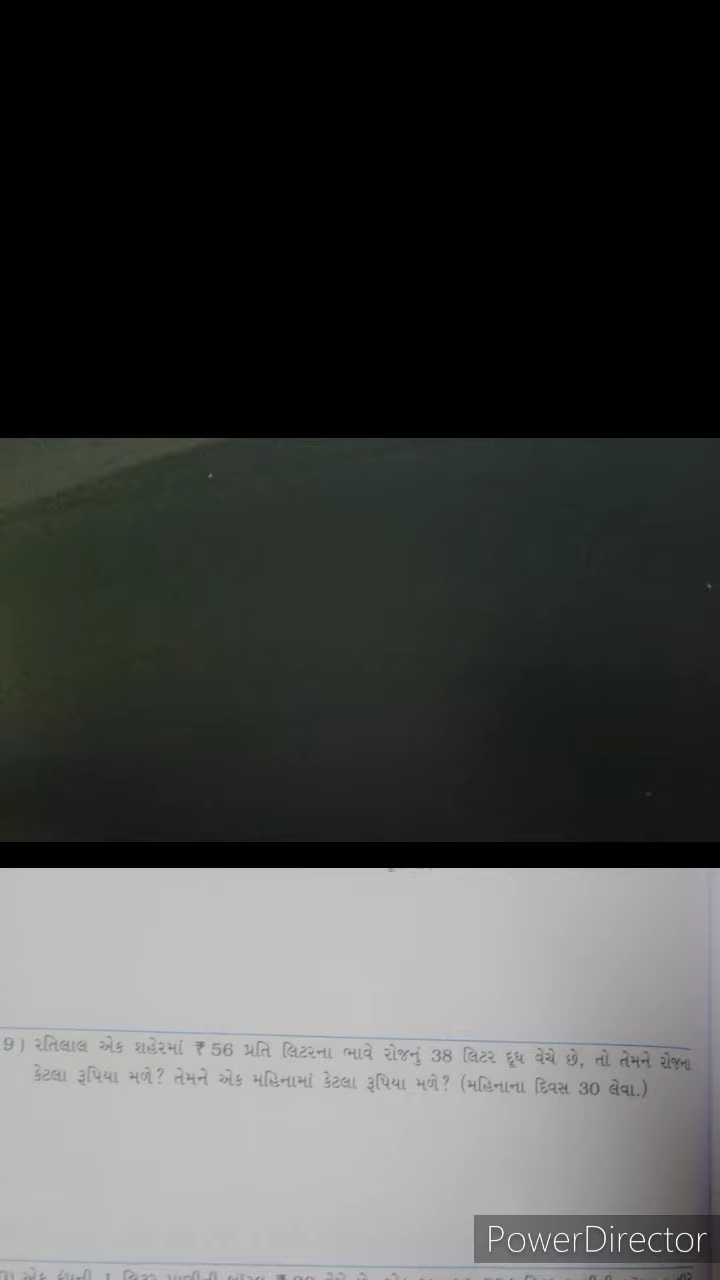 9) રતિલાલ એક શહેરમાં ₹ 56 પ્રતિ લિટરના ભાવે રોજનું 38 લિટર દૂધ વેચે છે, તો તેમને રોજના
કેટલા રૂપિયા મળે? તેમને એક મહિનામાં કેટલા રૂપિયા મળે? (મહિનાના દિવસ 30 લેવા.)
PowerDirector